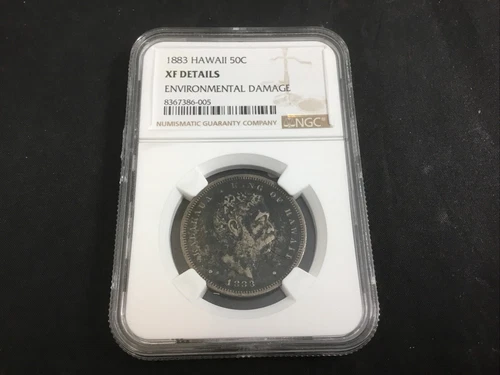 1883 HAWAII 50C
XF DETAILS
ENVIRONMENTAL DAMAGE
8367386-005
NUMISMATIC GUARANTY COMPANY
NGC
KING OF HAWAII
1883